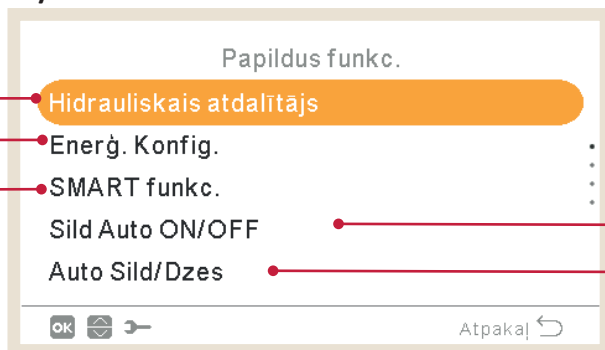 Papildus funkc.
Hidrauliskais atdalītājs
Enerģ. Konfig.
SMART funkc.
Sild Auto ON/OFF
Auto Sild/Dzes
OK
Atpakaļ